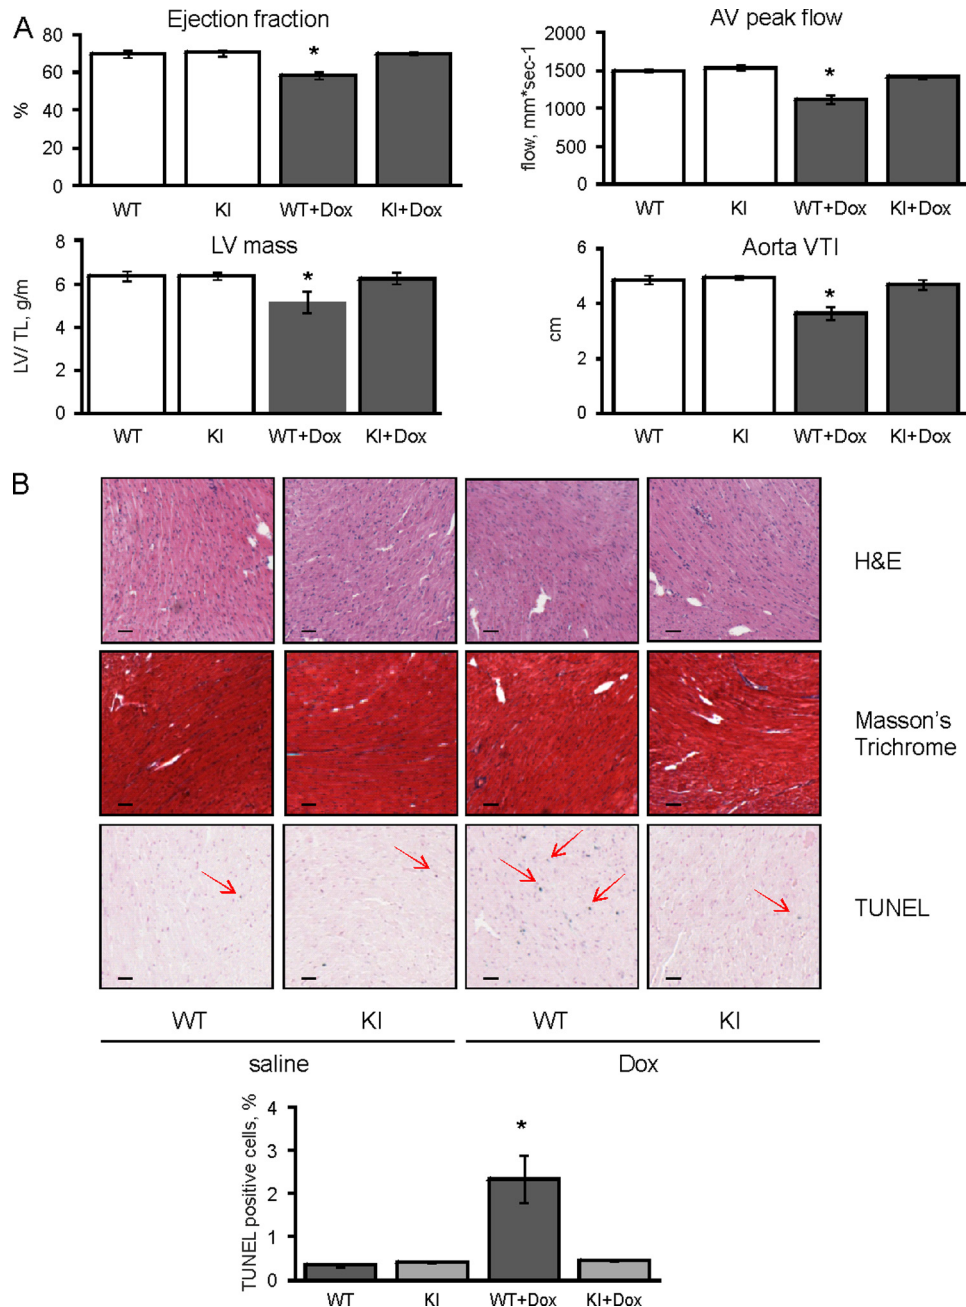 A
Ejection fraction
%
80
60
40
20
0
WT KI WT+Dox KI+Dox
*
AV peak flow
flow, mm*sec-1
2000
1500
1000
500
0
WT KI WT+Dox KI+Dox
*
LV mass
LV/ TL, g/m
8
6
4
2
0
WT KI WT+Dox KI+Dox
*
Aorta VTI
cm
6
4
2
0
WT KI WT+Dox KI+Dox
*
B
H&E
Masson's
Trichrome
TUNEL
WT KI WT KI
saline Dox
TUNEL positive cells, %
4
3
2
1
0
*
WT KI WT+Dox KI+Dox